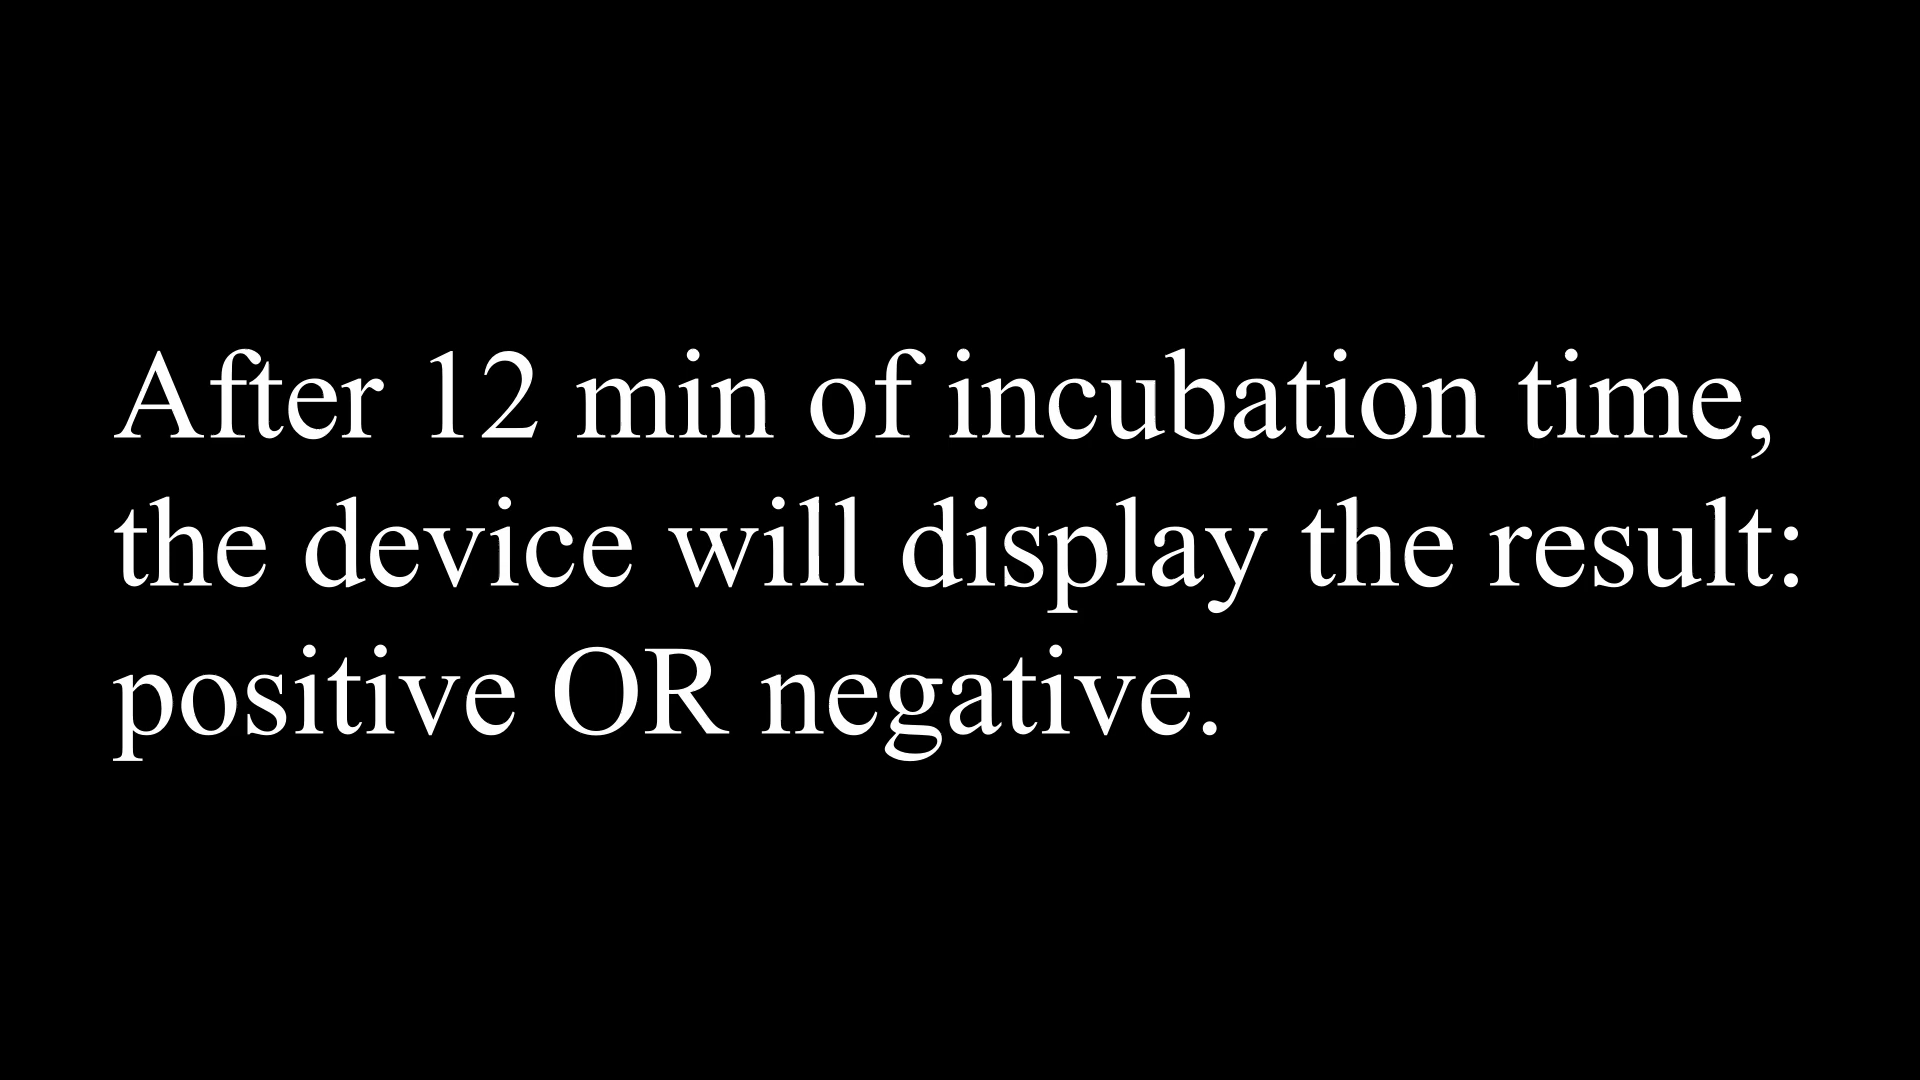 After 12 min of incubation time,
the device will display the result:
positive OR negative.